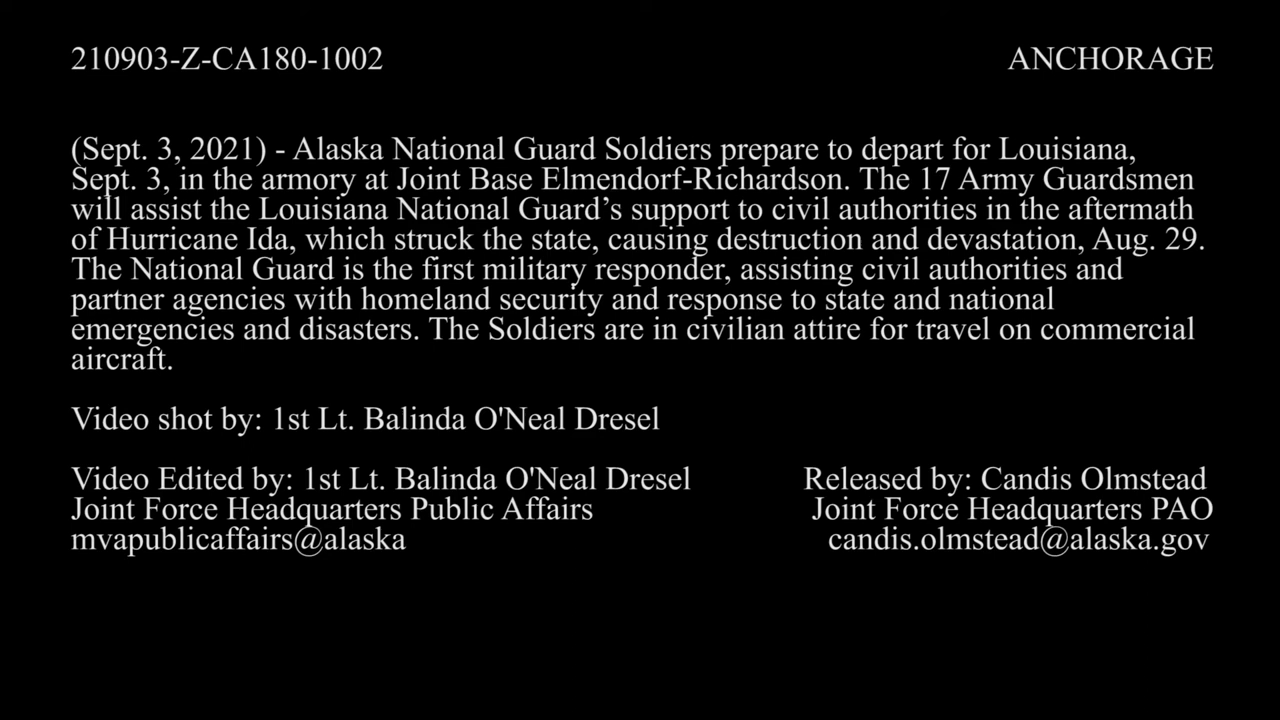 210903-Z-CA180-1002 ANCHORAGE
(Sept. 3, 2021) - Alaska National Guard Soldiers prepare to depart for Louisiana,
Sept. 3, in the armory at Joint Base Elmendorf-Richardson. The 17 Army Guardsmen
will assist the Louisiana National Guard’s support to civil authorities in the aftermath
of Hurricane Ida, which struck the state, causing destruction and devastation, Aug. 29.
The National Guard is the first military responder, assisting civil authorities and
partner agencies with homeland security and response to state and national
emergencies and disasters. The Soldiers are in civilian attire for travel on commercial
aircraft.
Video shot by: 1st Lt. Balinda O'Neal Dresel
Video Edited by: 1st Lt. Balinda O'Neal Dresel Released by: Candis Olmstead
Joint Force Headquarters Public Affairs Joint Force Headquarters PAO
mvapublicaffairs@alaska candis.olmstead@alaska.gov